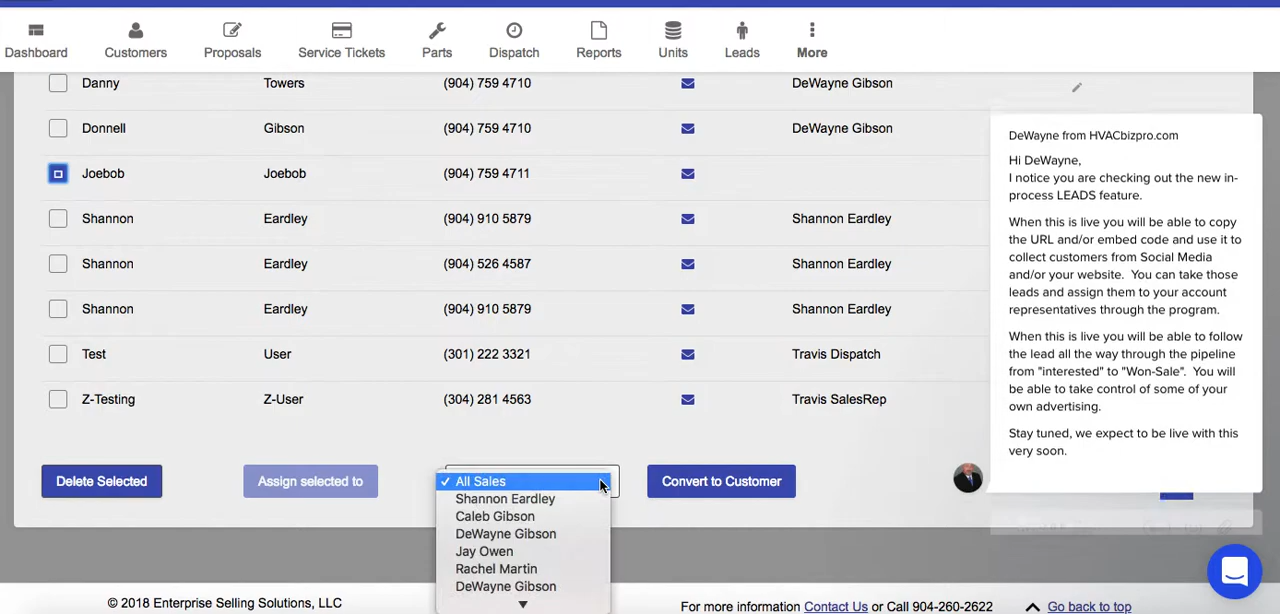 Dashboard
Customers
Proposals
Service Tickets
Parts
Dispatch
Reports
Units
Leads
More
Danny Towers (904) 759 4710 DeWayne Gibson
Donnell Gibson (904) 759 4710 DeWayne Gibson
Joebob Joebob (904) 759 4711
Shannon Eardley (904) 910 5879 Shannon Eardley
Shannon Eardley (904) 526 4587 Shannon Eardley
Shannon Eardley (904) 910 5879 Shannon Eardley
Test User (301) 222 3321 Travis Dispatch
Z-Testing Z-User (304) 281 4563 Travis SalesRep
DeWayne from HVACbizpro.com
Hi DeWayne,
I notice you are checking out the new in-
process LEADS feature.
When this is live you will be able to copy
the URL and/or embed code and use it to
collect customers from Social Media
and/or your website. You can take those
leads and assign them to your account
representatives through the program.
When this is live you will be able to follow
the lead all the way through the pipeline
from "interested" to "Won-Sale". You will
be able to take control of some of your
own advertising.
Stay tuned, we expect to be live with this
very soon.
Delete Selected
Assign selected to
✓ All Sales
Shannon Eardley
Caleb Gibson
DeWayne Gibson
Jay Owen
Rachel Martin
DeWayne Gibson
Convert to Customer
© 2018 Enterprise Selling Solutions, LLC
For more information Contact Us or Call 904-260-2622
Go back to top